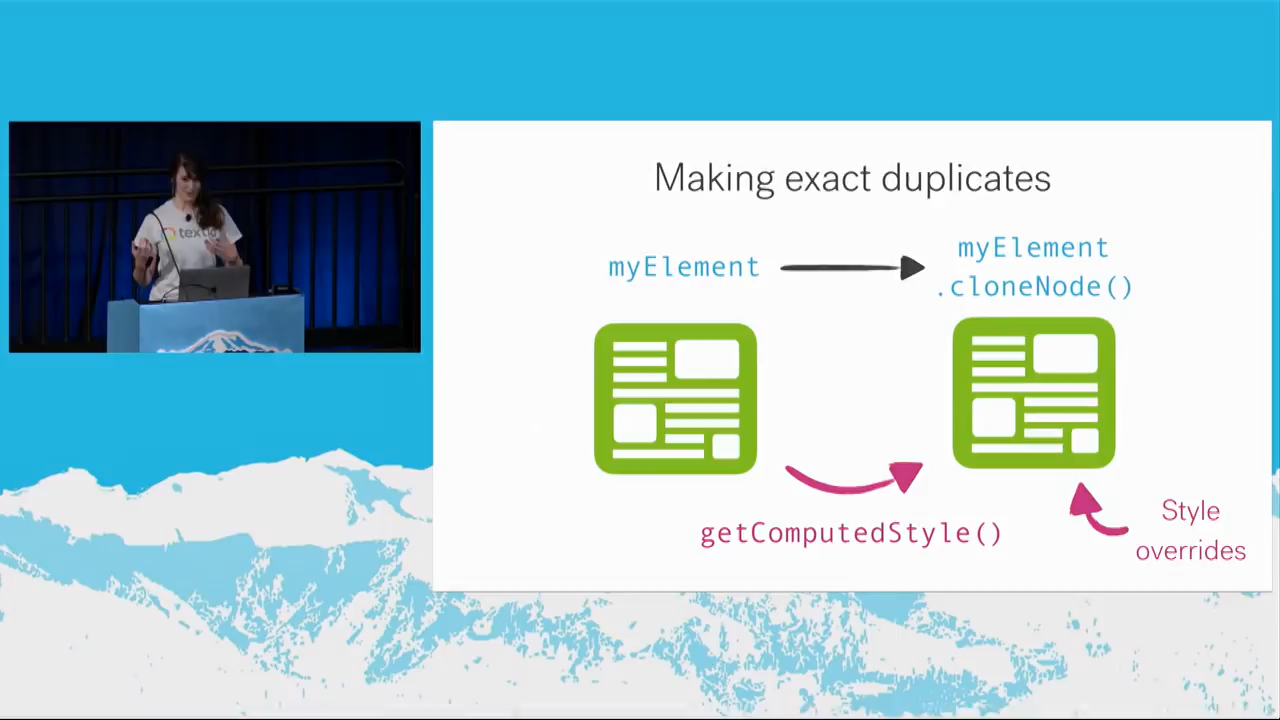 Making exact duplicates
myElement
myElement
.cloneNode()
getComputedStyle()
Style
overrides